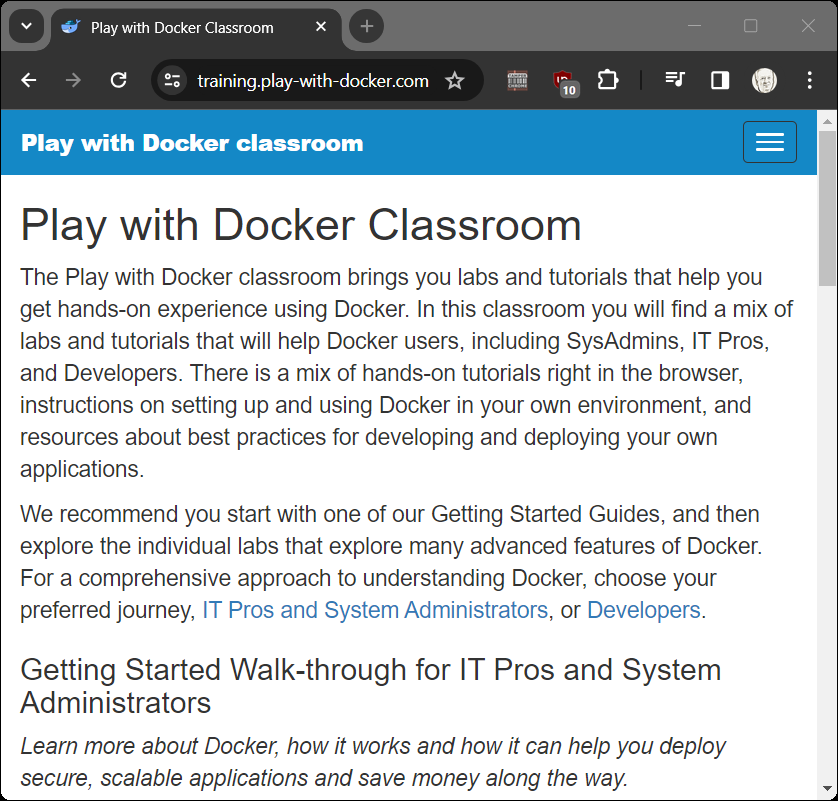 Play with Docker Classroom
training.play-with-docker.com
10
Play with Docker classroom
Play with Docker Classroom
The Play with Docker classroom brings you labs and tutorials that help you
get hands-on experience using Docker. In this classroom you will find a mix of
labs and tutorials that will help Docker users, including SysAdmins, IT Pros,
and Developers. There is a mix of hands-on tutorials right in the browser,
instructions on setting up and using Docker in your own environment, and
resources about best practices for developing and deploying your own
applications.
We recommend you start with one of our Getting Started Guides, and then
explore the individual labs that explore many advanced features of Docker.
For a comprehensive approach to understanding Docker, choose your
preferred journey, IT Pros and System Administrators, or Developers.
Getting Started Walk-through for IT Pros and System
Administrators
Learn more about Docker, how it works and how it can help you deploy
secure, scalable applications and save money along the way.